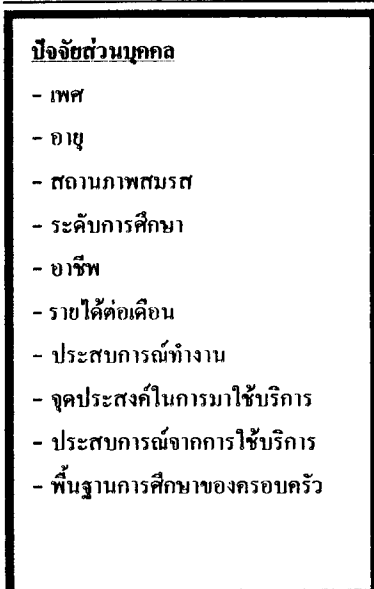 ปัจจัยส่วนบุคคล
- เพศ
- อายุ
- สถานภาพสมรส
- ระดับการศึกษา
- อาชีพ
- รายได้ต่อเดือน
- ประสบการณ์ทำงาน
- จุดประสงค์ในการมาใช้บริการ
- ประสบการณ์จากการใช้บริการ
- พื้นฐานการศึกษาของครอบครัว